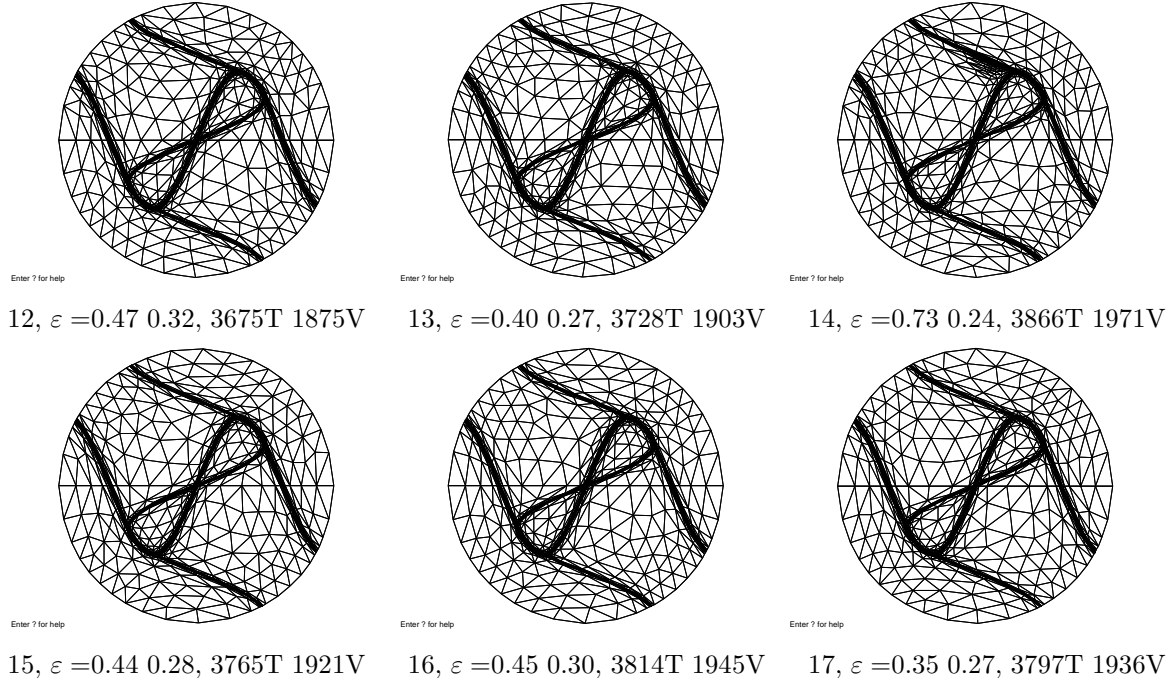 Enter ? for help
Enter ? for help
Enter ? for help
12, ε =0.47 0.32, 3675T 1875V
13, ε =0.40 0.27, 3728T 1903V
14, ε =0.73 0.24, 3866T 1971V
Enter ? for help
Enter ? for help
Enter ? for help
15, ε =0.44 0.28, 3765T 1921V
16, ε =0.45 0.30, 3814T 1945V
17, ε =0.35 0.27, 3797T 1936V